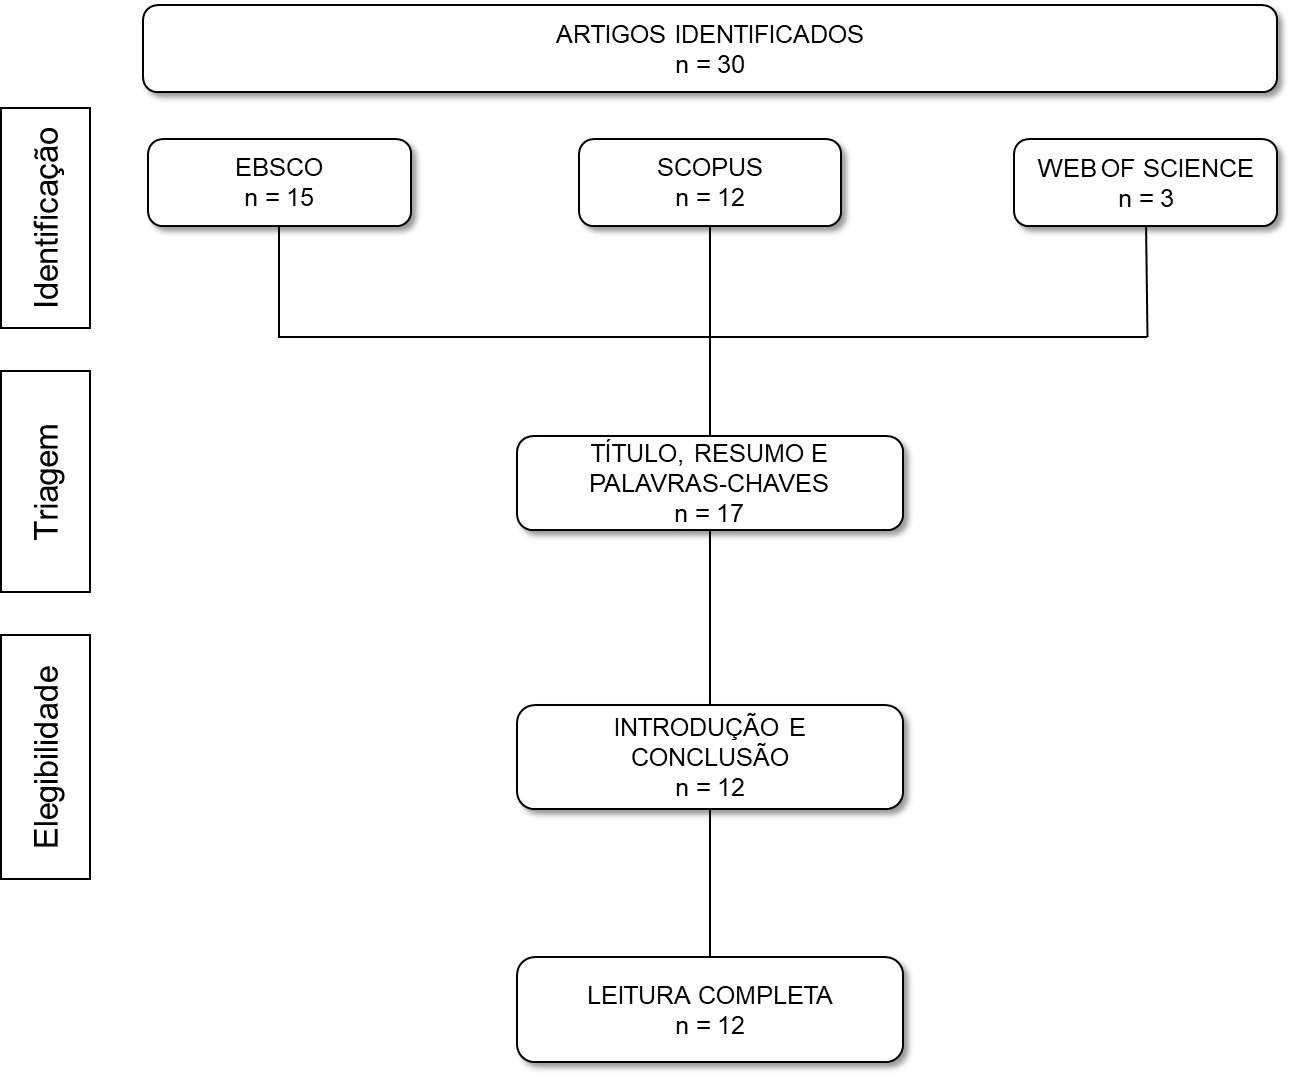 ARTIGOS IDENTIFICADOS
n = 30
Identificação
EBSCO
n = 15
SCOPUS
n = 12
WEB OF SCIENCE
n = 3
Triagem
TÍTULO, RESUMO E
PALAVRAS-CHAVES
n = 17
Elegibilidade
INTRODUÇÃO E
CONCLUSÃO
n = 12
LEITURA COMPLETA
n = 12